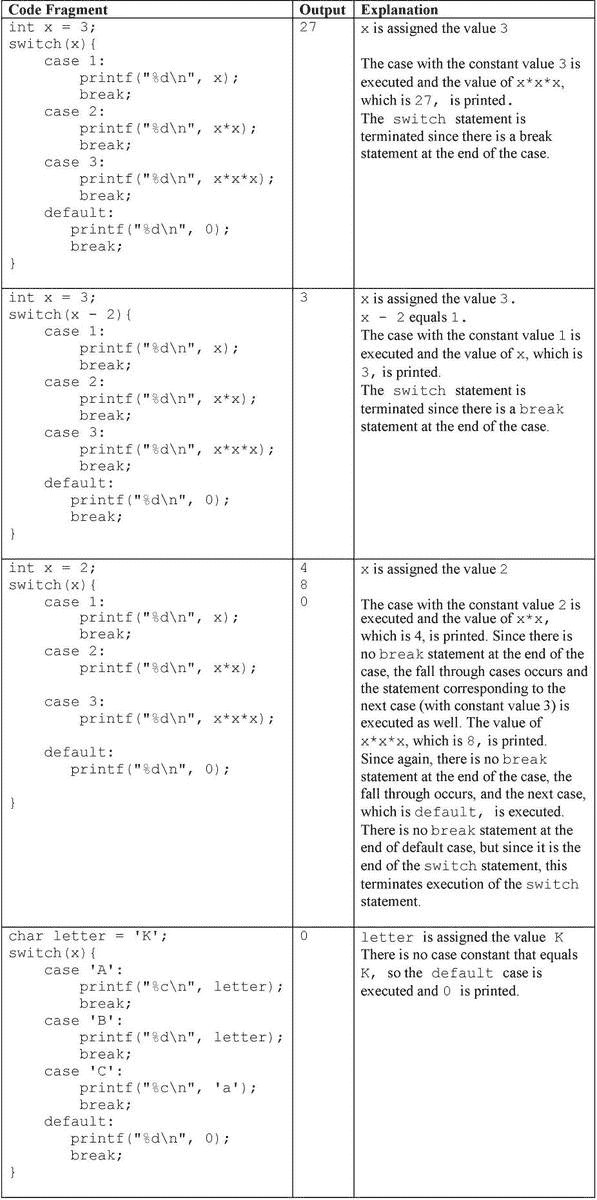 Code Fragment Output Explanation
int x = 3;
switch(x){
case 1:
printf("%d\n", x);
break;
case 2:
printf("%d\n", x*x);
break;
case 3:
printf("%d\n", x*x*x);
break;
default:
printf("%d\n", 0);
break;
}
27
x is assigned the value 3
The case with the constant value 3 is
executed and the value of x*x*x,
which is 27, is printed.
The switch statement is
terminated since there is a break
statement at the end of the case.
int x = 3;
switch(x - 2){
case 1:
printf("%d\n", x);
break;
case 2:
printf("%d\n", x*x);
break;
case 3:
printf("%d\n", x*x*x);
break;
default:
printf("%d\n", 0);
break;
}
3
x is assigned the value 3.
x - 2 equals 1.
The case with the constant value 1 is
executed and the value of x, which is
3, is printed.
The switch statement is
terminated since there is a break
statement at the end of the case.
int x = 2;
switch(x){
case 1:
printf("%d\n", x);
break;
case 2:
printf("%d\n", x*x);
case 3:
printf("%d\n", x*x*x);
default:
printf("%d\n", 0);
}
4
8
0
x is assigned the value 2
The case with the constant value 2 is
executed and the value of x*x,
which is 4, is printed. Since there is
no break statement at the end of the
case, the fall through cases occurs and
the statement corresponding to the
next case (with constant value 3) is
executed as well. The value of
x*x*x, which is 8, is printed.
Since again, there is no break
statement at the end of the case, the
fall through occurs, and the next case,
which is default, is executed.
There is no break statement at the
end of default case, but since it is the
end of the switch statement, this
terminates execution of the switch
statement.
char letter = 'K';
switch(x){
case 'A':
printf("%c\n", letter);
break;
case 'B':
printf("%d\n", letter);
break;
case 'C':
printf("%c\n", 'a');
break;
default:
printf("%d\n", 0);
break;
}
0
letter is assigned the value K
There is no case constant that equals
K, so the default case is
executed and 0 is printed.